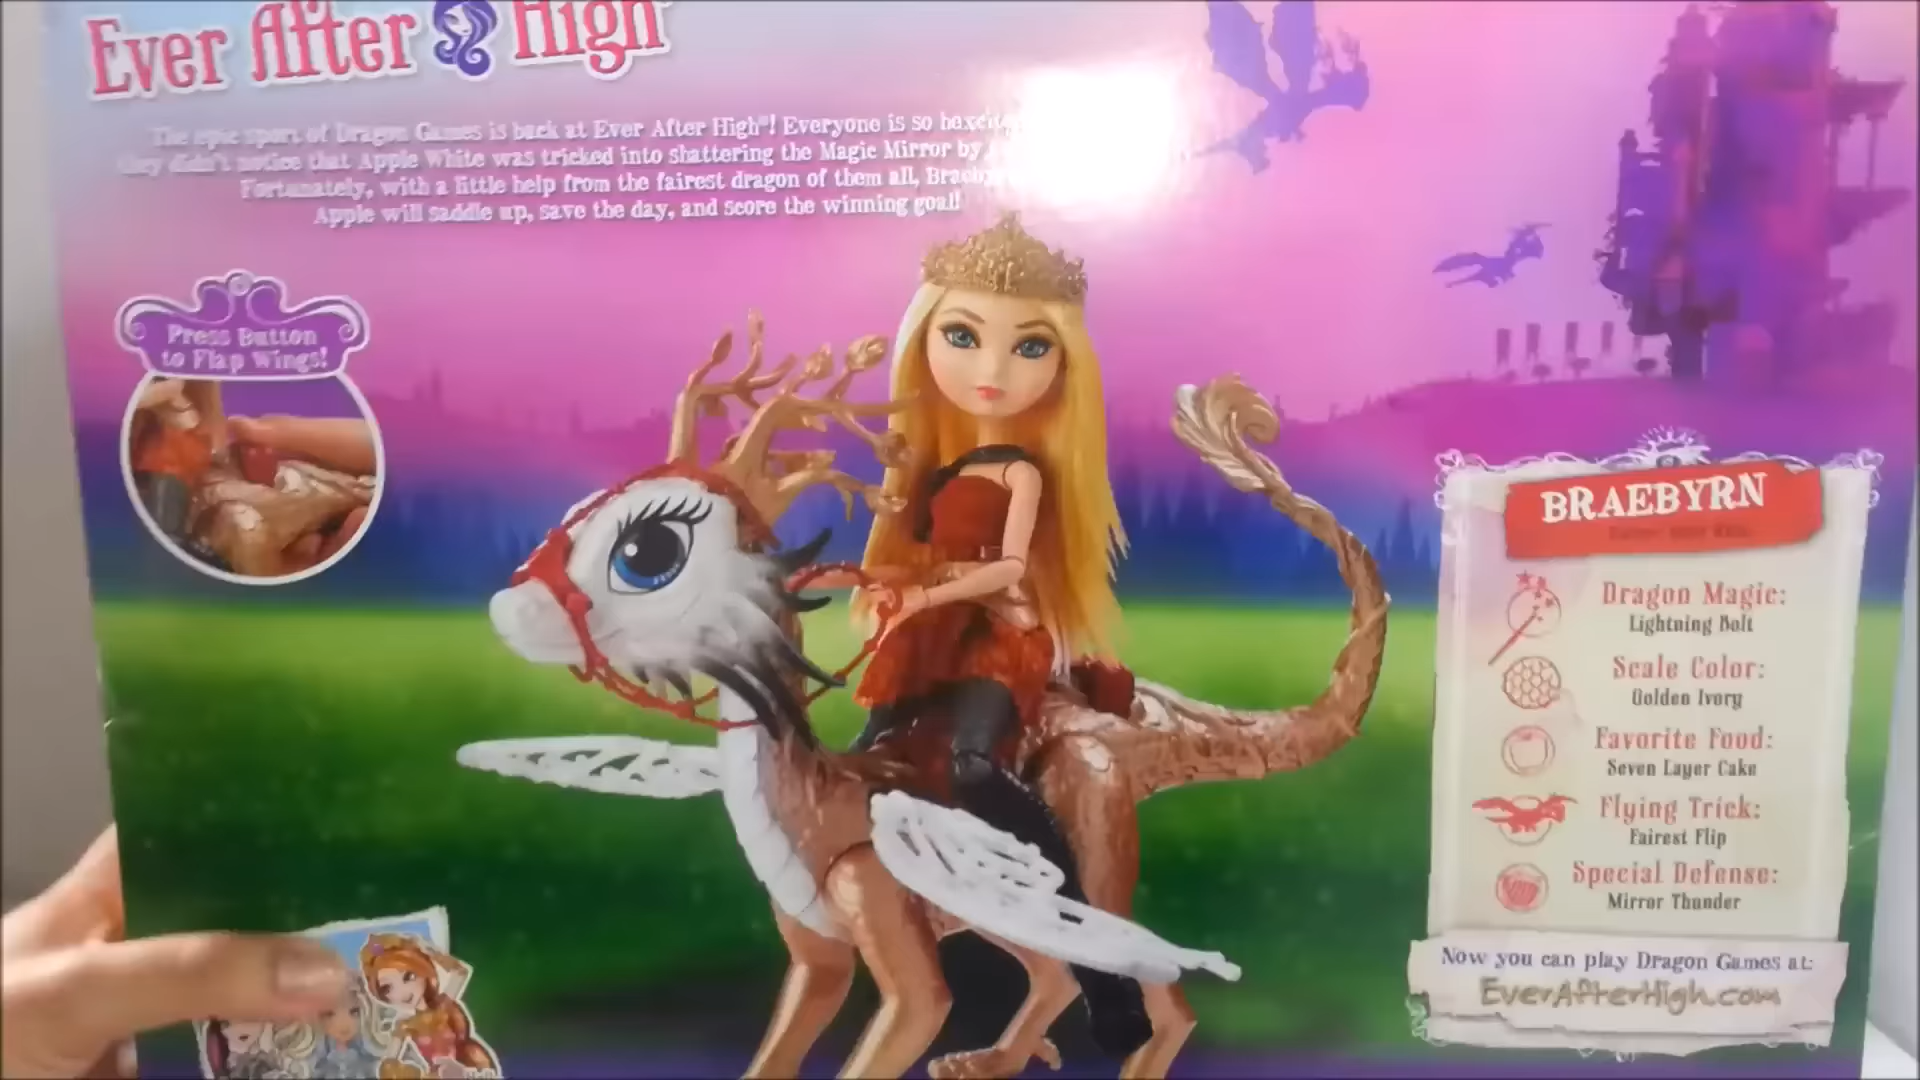 Ever After High
The epic sport of Dragon Games is back at Ever After High®! Everyone is so hexcite
they didn't notice that Apple White was tricked into shattering the Magic Mirror by
Fortunately, with a little help from the fairest dragon of them all,
Apple will saddle up, save the day, and score the winning goal!
Press Button
to Flap Wings!
BRAEBYRN
Dragon Magic:
Lightning Bolt
Scale Color:
Golden Ivory
Favorite Food:
Seven Layer Cake
Flying Trick:
Fairest Flip
Special Defense:
Mirror Thunder
Now you can play Dragon Games at:
EverAfterHigh.com